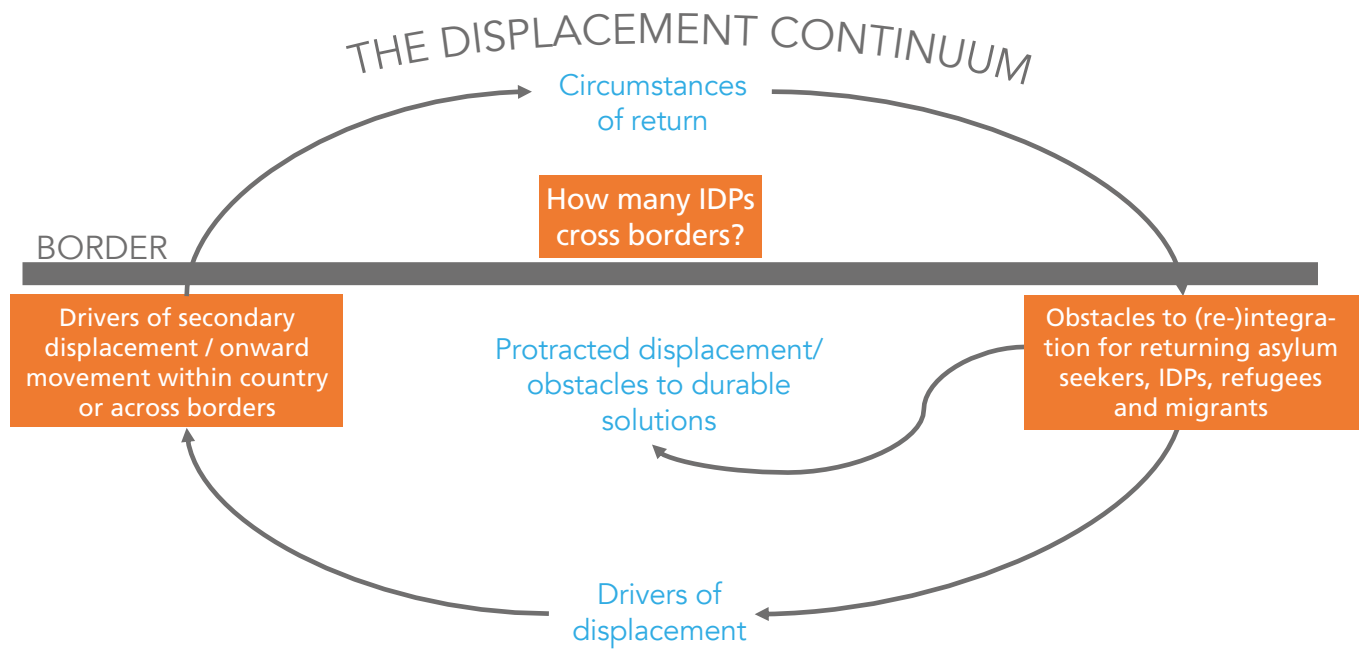 THE DISPLACEMENT CONTINUUM
Circumstances
of return
How many IDPs
cross borders?
BORDER
Drivers of secondary
displacement / onward
movement within country
or across borders
Protracted displacement/
obstacles to durable
solutions
Obstacles to (re-)integra-
tion for returning asylum
seekers, IDPs, refugees
and migrants
Drivers of
displacement